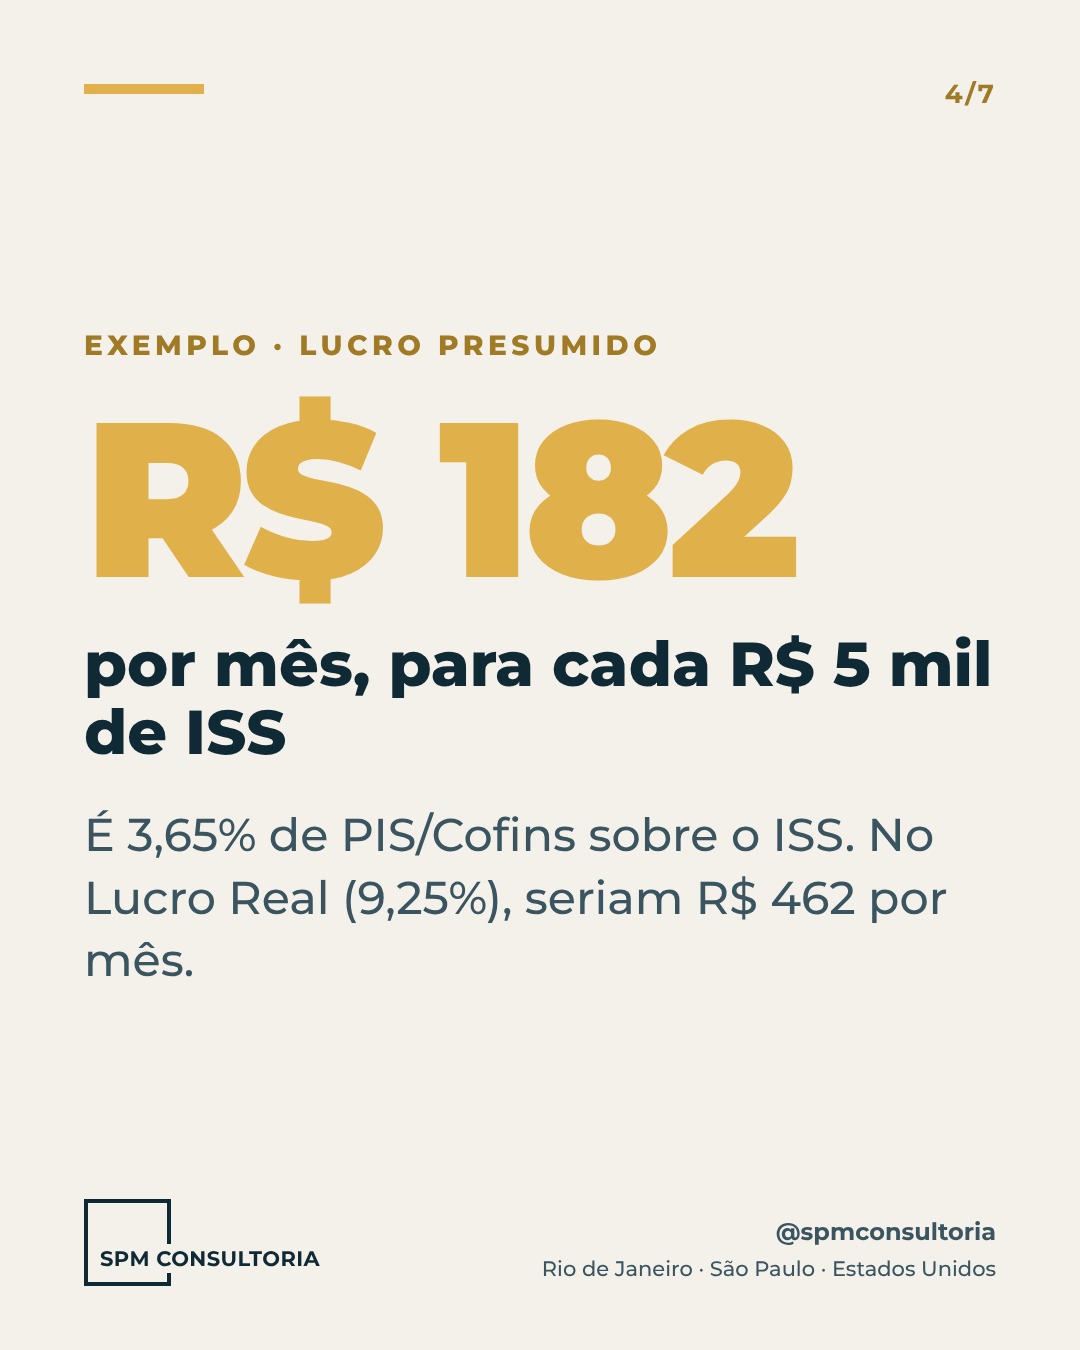 4/7
EXEMPLO · LUCRO PRESUMIDO
R$ 182
por mês, para cada R$ 5 mil
de ISS
É 3,65% de PIS/Cofins sobre o ISS. No
Lucro Real (9,25%), seriam R$ 462 por
mês.
SPM CONSULTORIA
@spmconsultoria
Rio de Janeiro · São Paulo · Estados Unidos